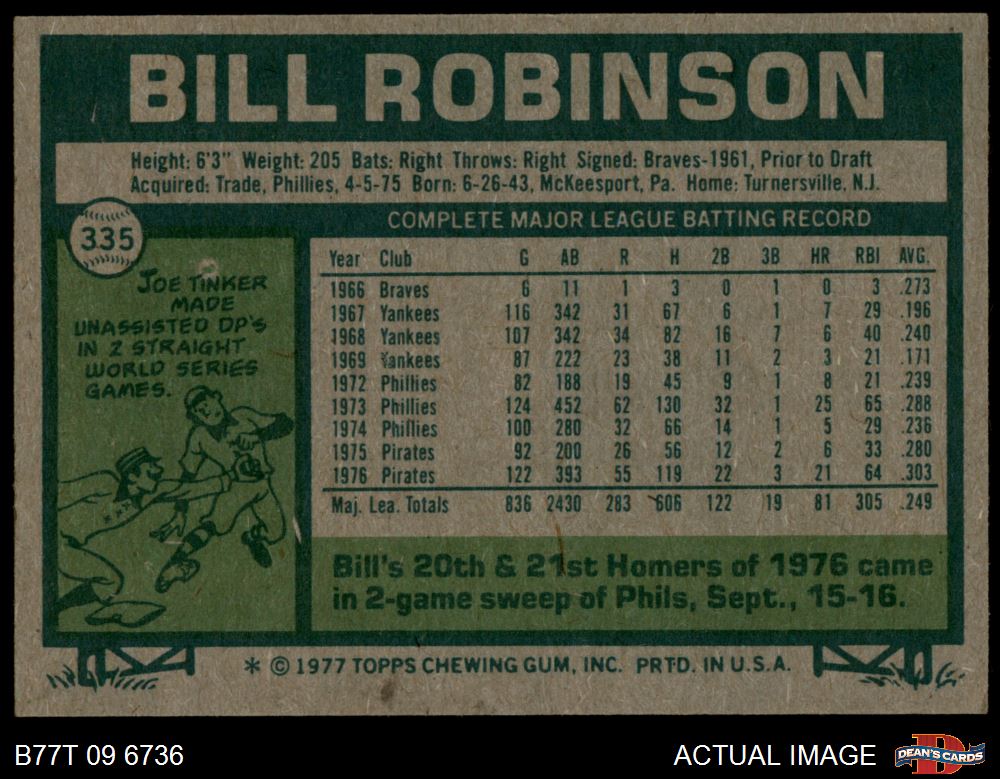 BILL ROBINSON
Height: 6'3" Weight: 205 Bats: Right Throws: Right Signed: Braves-1961, Prior to Draft
Acquired: Trade, Phillies, 4-5-75 Born: 6-26-43, McKeesport, Pa. Home: Turnersville, N.J.
335
JOE TINKER
MADE
UNASSISTED DP'S
IN 2 STRAIGHT
WORLD SERIES
GAMES.
COMPLETE MAJOR LEAGUE BATTING RECORD
Year Club G AB R H 2B 3B HR RBI AVG.
1966 Braves 6 11 1 3 0 1 0 3 .273
1967 Yankees 116 342 31 67 6 1 7 29 .196
1968 Yankees 107 342 34 82 16 7 6 40 .240
1969 Yankees 87 222 23 38 11 2 3 21 .171
1972 Phillies 82 188 19 45 9 1 8 21 .239
1973 Phillies 124 452 62 130 32 1 25 65 .288
1974 Phillies 100 280 32 66 14 1 5 29 .236
1975 Pirates 92 200 26 56 12 2 6 33 .280
1976 Pirates 122 393 55 119 22 3 21 64 .303
Maj. Lea. Totals 836 2430 283 606 122 19 81 305 .249
Bill's 20th & 21st Homers of 1976 came
in 2-game sweep of Phils, Sept., 15-16.
* © 1977 TOPPS CHEWING GUM, INC. PRTD. IN U.S.A.
B77T 09 6736
ACTUAL IMAGE
DEAN'S CARDS